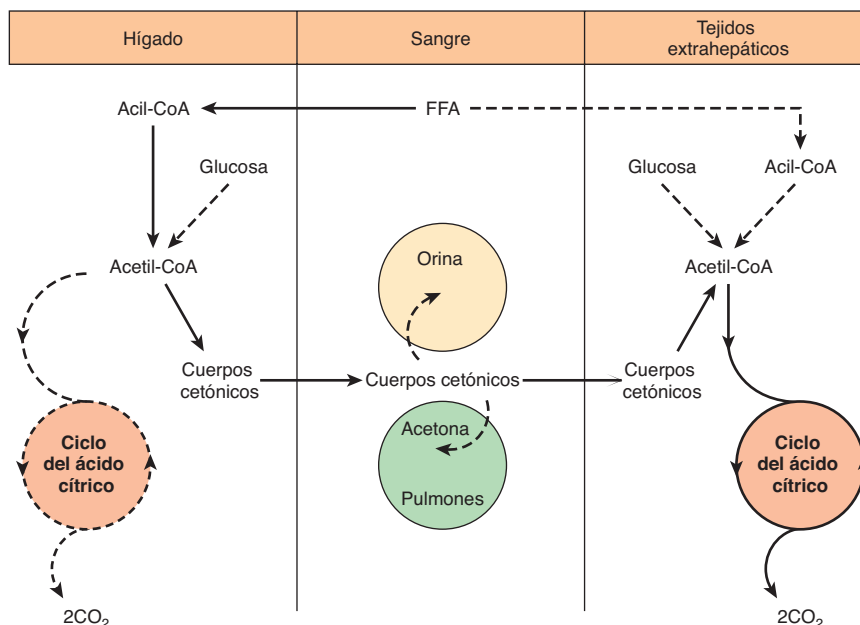 Hígado
Sangre
Tejidos
extrahepáticos
Acil-CoA
FFA
Glucosa
Glucosa
Acil-CoA
Acetil-CoA
Orina
Acetil-CoA
Cuerpos
cetónicos
Cuerpos cetónicos
Cuerpos
cetónicos
Ciclo
del ácido
cítrico
Acetona
Pulmones
Ciclo
del ácido
cítrico
2CO₂
2CO₂